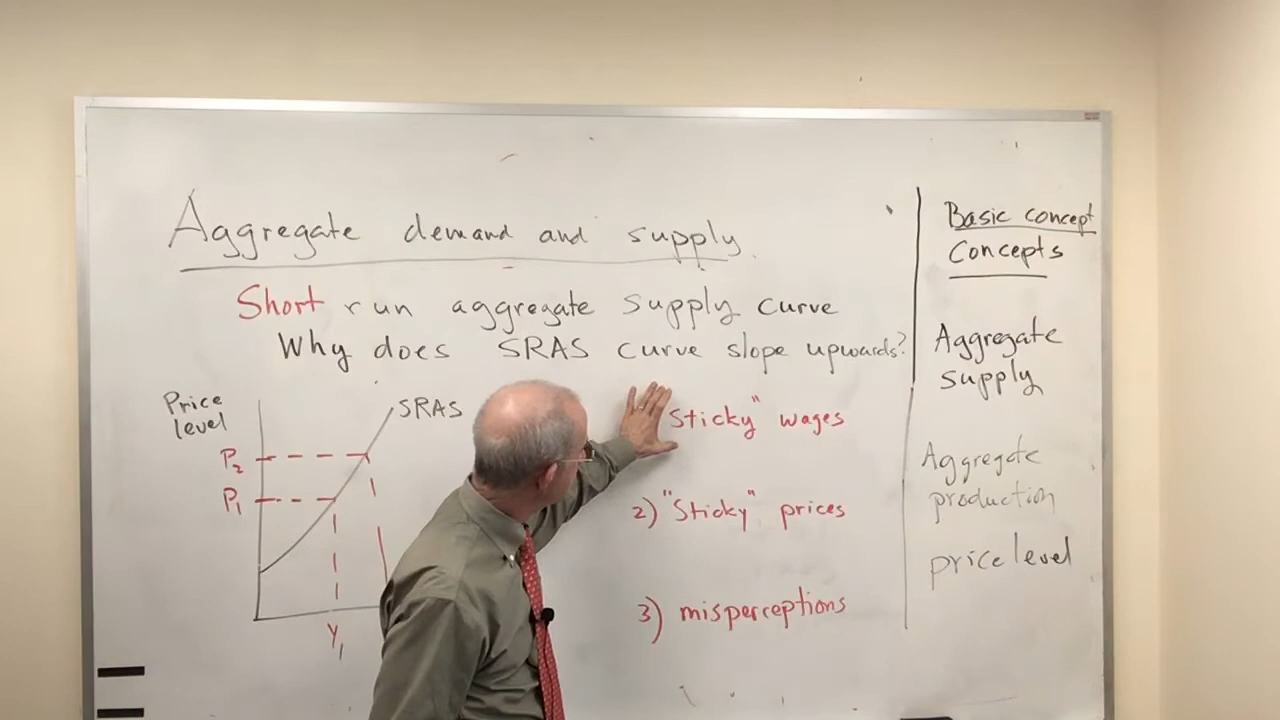 Aggregate demand and supply
Short run aggregate supply curve
Why does SRAS curve slope upwards?
Price
level
SRAS
P2
P1
Y1
Sticky" wages
2) "Sticky" prices
3) misperceptions
Basic concept
Concepts
Aggregate
supply
Aggregate
production
price level